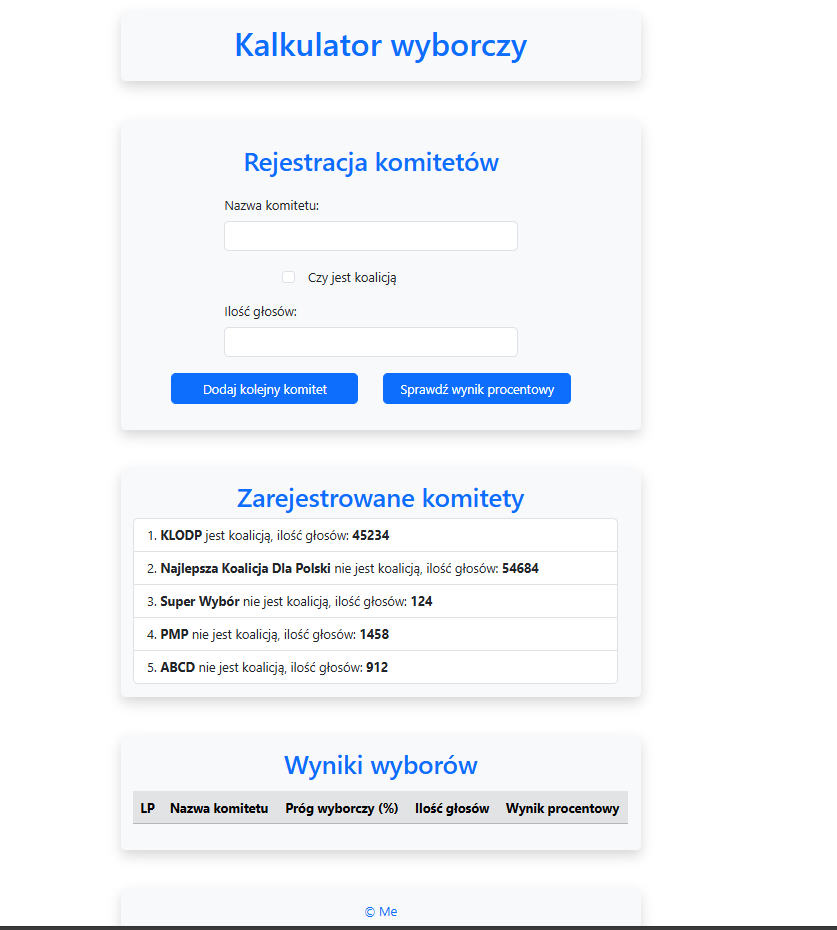 Kalkulator wyborczy
Rejestracja komitetów
Nazwa komitetu:
Czy jest koalicją
Ilość głosów:
Dodaj kolejny komitet Sprawdź wynik procentowy
Zarejestrowane komitety
1. KLODP jest koalicją, ilość głosów: 45234
2. Najlepsza Koalicja Dla Polski nie jest koalicją, ilość głosów: 54684
3. Super Wybór nie jest koalicją, ilość głosów: 124
4. PMP nie jest koalicją, ilość głosów: 1458
5. ABCD nie jest koalicją, ilość głosów: 912
Wyniki wyborów
LP Nazwa komitetu Próg wyborczy (%) Ilość głosów Wynik procentowy
© Me